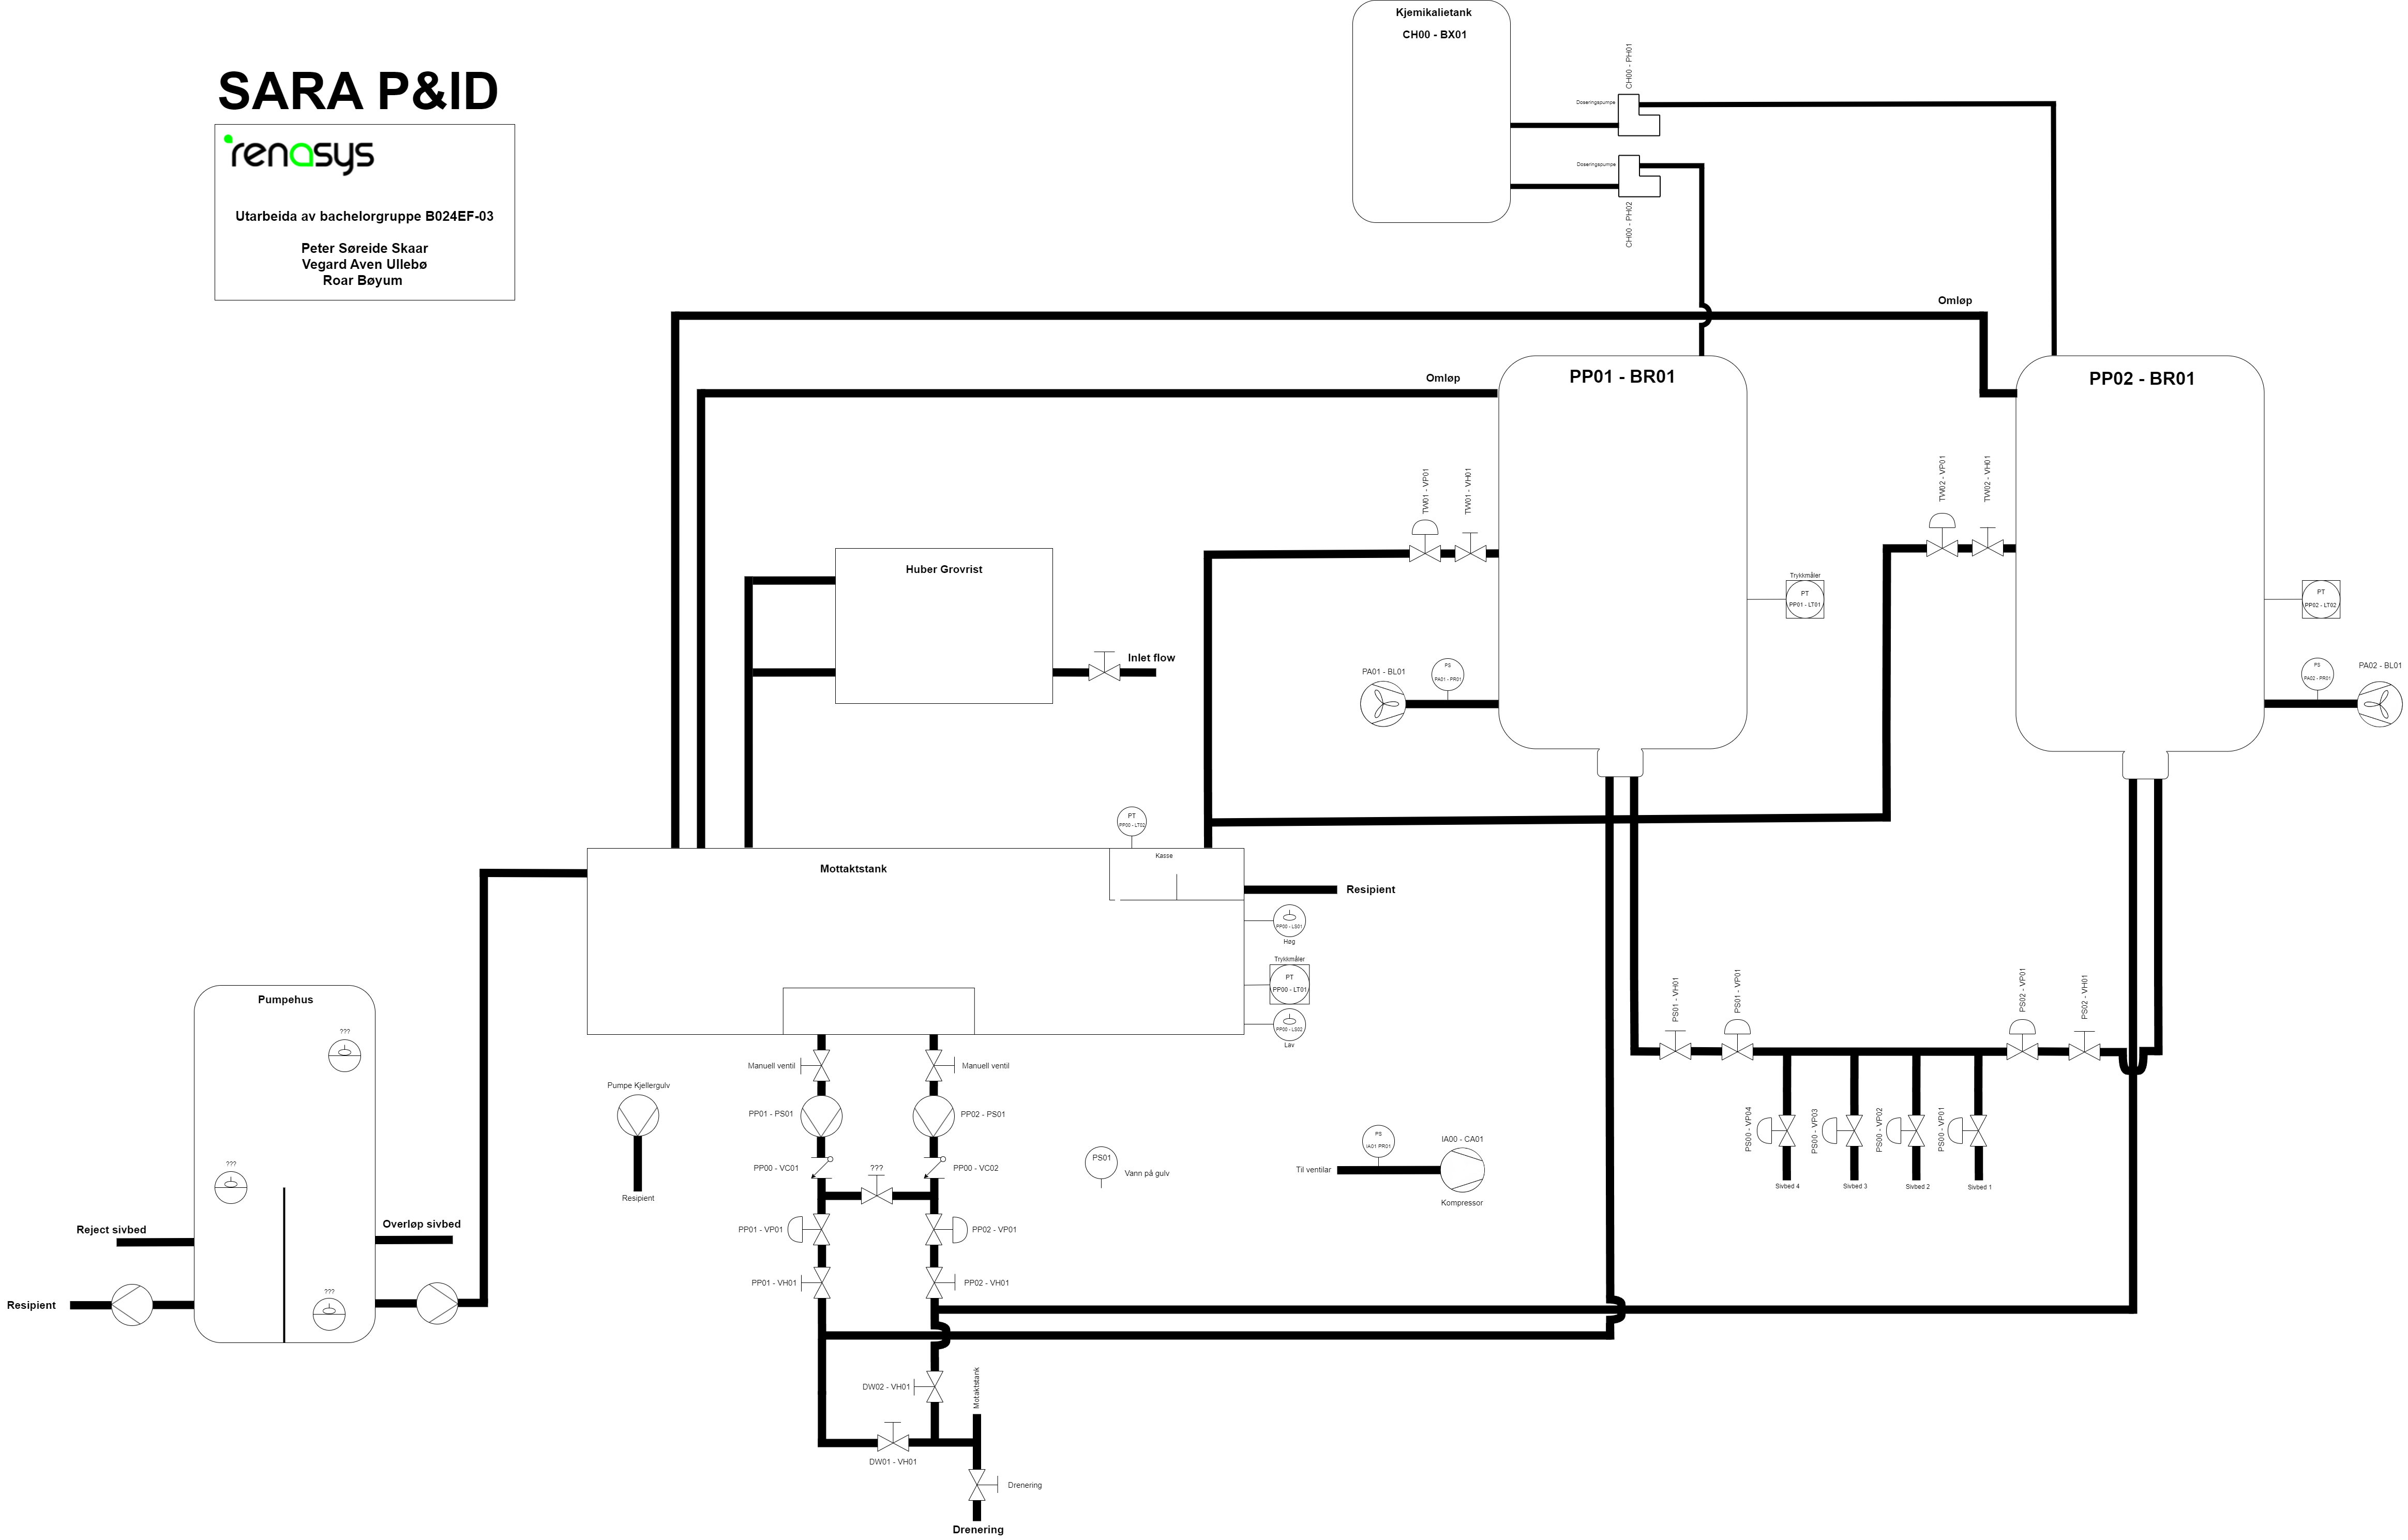 Kjemikalietank
CH00 - BX01
SARA P&ID
renasys
Utarbeida av bachelorgruppe B024EF-03
Peter Søreide Skaar
Vegard Aven Ullebø
Roar Bøyum
CH00 - PH01
Doseringspumpe
Doseringspumpe
CH00 - PH02
Omløp
Omløp
PP01 - BR01
PP02 - BR01
TW01 - VP01
TW01 - VH01
TW02 - VP01
TW02 - VH01
Huber Grovrist
Inlet flow
Trykkmåler
PT
PP01 - LT01
PT
PP02 - LT02
PA01 - BL01
PS
PA01 - PR01
PS
PA02 - PR01
PA02 - BL01
PT
PP00 - LT02
Mottaktstank
Kasse
Resipient
PP00 - LS01
Høg
Trykkmåler
PT
PP00 - LT01
PP00 - LS02
Lav
Pumpehus
???
???
???
Reject sivbed
Overløp sivbed
Resipient
Pumpe Kjellergulv
Resipient
Manuell ventil
Manuell ventil
PP01 - PS01
PP02 - PS01
PP00 - VC01
???
PP00 - VC02
PP01 - VP01
PP02 - VP01
PP01 - VH01
PP02 - VH01
PS01
Vann på gulv
Til ventilar
PS
IA01 PR01
IA00 - CA01
Kompressor
PS01 - VH01
PS01 - VP01
PS02 - VP01
PS02 - VH01
PS00 - VP04
PS00 - VP03
PS00 - VP02
PS00 - VP01
Sivbed 4
Sivbed 3
Sivbed 2
Sivbed 1
DW02 - VH01
Mottaktstank
DW01 - VH01
Drenering
Drenering